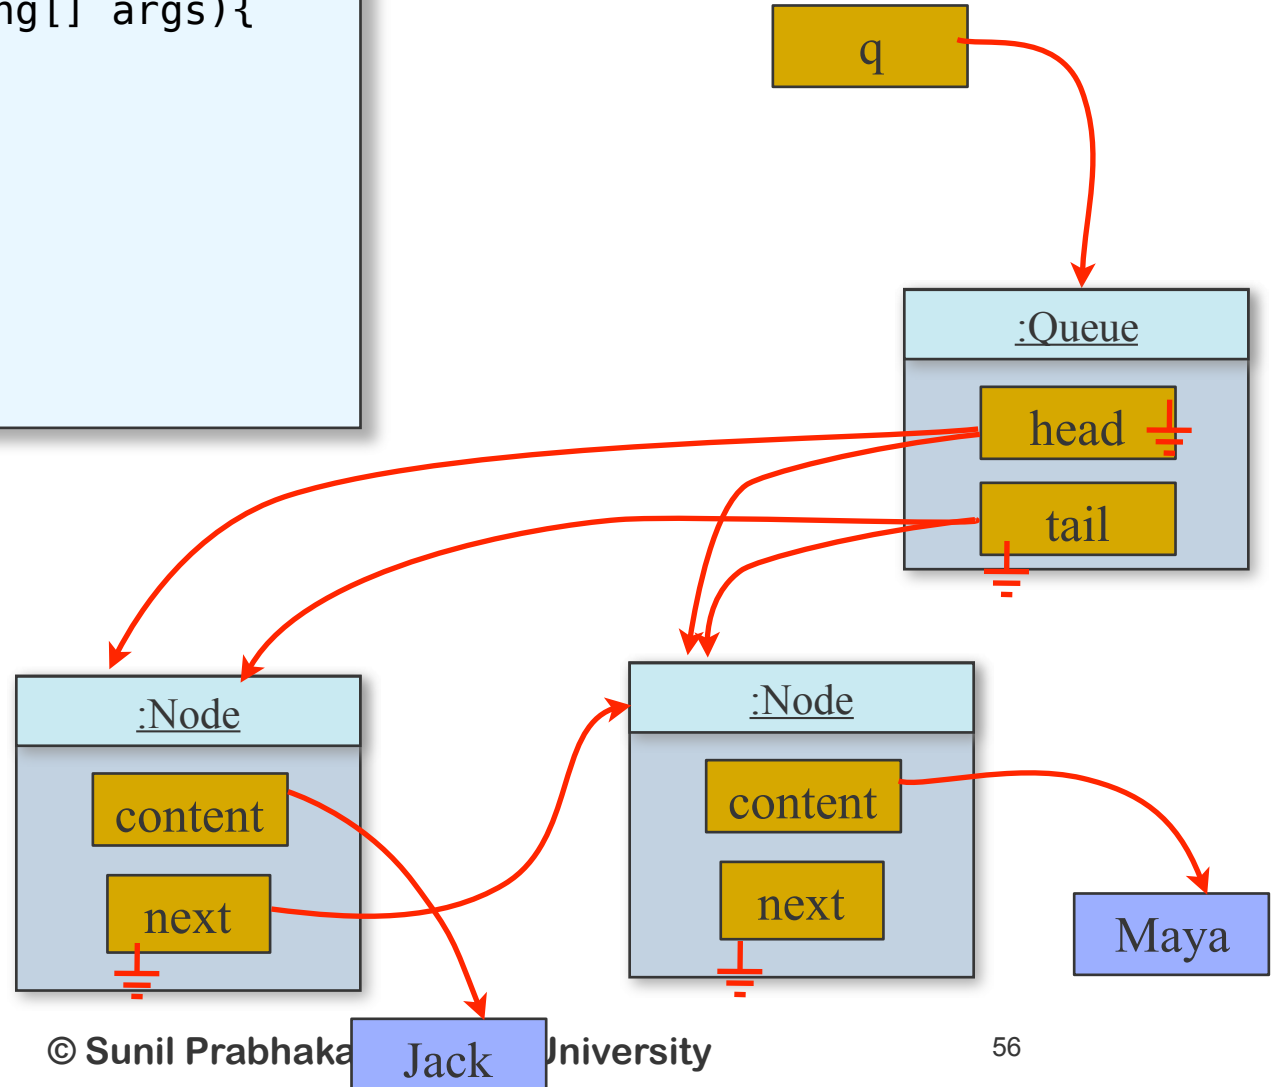 ng[] args){
q
:Queue
head
tail
:Node
content
next
:Node
content
next
Maya
Jack
© Sunil Prabhaka
University
56